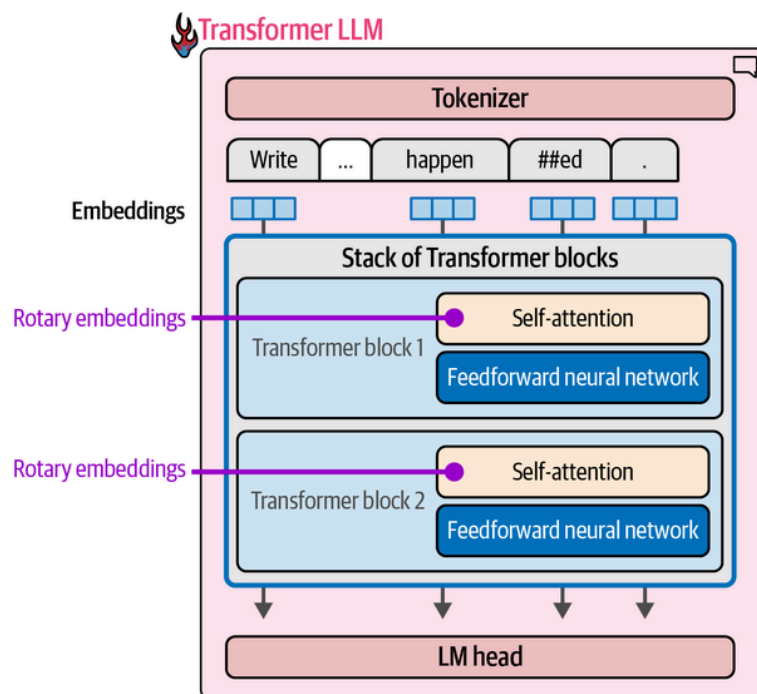 Transformer LLM
Tokenizer
Write ... happen ##ed .
Embeddings
Stack of Transformer blocks
Rotary embeddings
Self-attention
Transformer block 1
Feedforward neural network
Rotary embeddings
Self-attention
Transformer block 2
Feedforward neural network
LM head